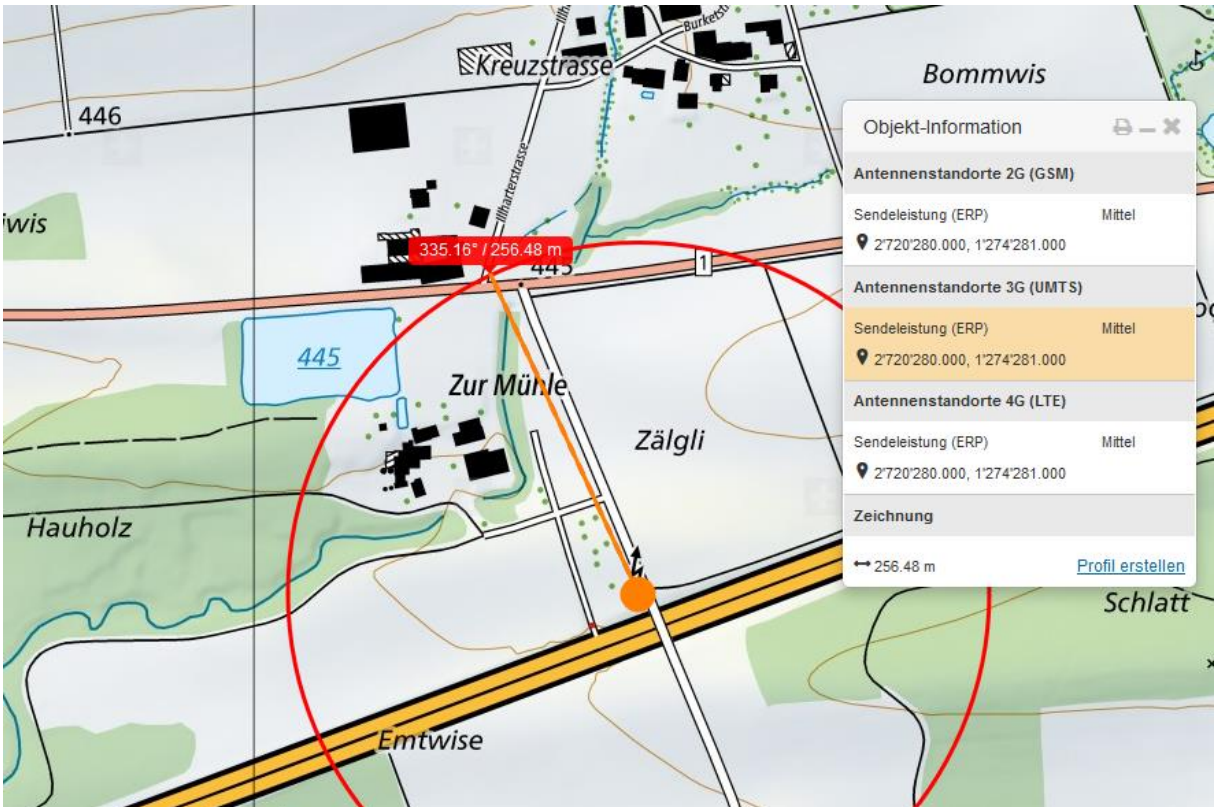 Kreuzstrasse
Bommwis
446
Illharterstrasse
335.16° / 256.48 m
445
1
445
Zur Mühle
Zälgli
Hauholz
Schlatt
Emtwise
Objekt-Information
Antennenstandorte 2G (GSM)
Sendeleistung (ERP) Mittel
2'720'280.000, 1'274'281.000
Antennenstandorte 3G (UMTS)
Sendeleistung (ERP) Mittel
2'720'280.000, 1'274'281.000
Antennenstandorte 4G (LTE)
Sendeleistung (ERP) Mittel
2'720'280.000, 1'274'281.000
Zeichnung
256.48 m Profil erstellen